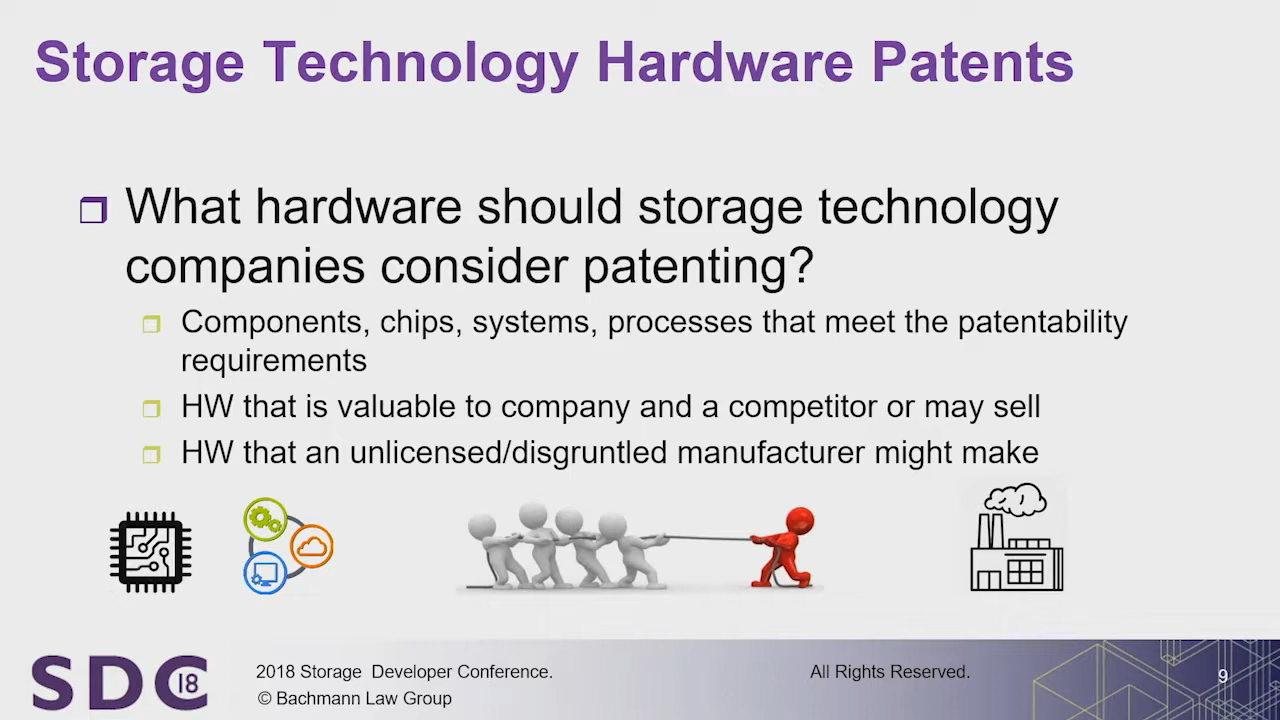 Storage Technology Hardware Patents
What hardware should storage technology
companies consider patenting?
Components, chips, systems, processes that meet the patentability
requirements
HW that is valuable to company and a competitor or may sell
HW that an unlicensed/disgruntled manufacturer might make
SDC 18
2018 Storage Developer Conference.
© Bachmann Law Group
All Rights Reserved.
9